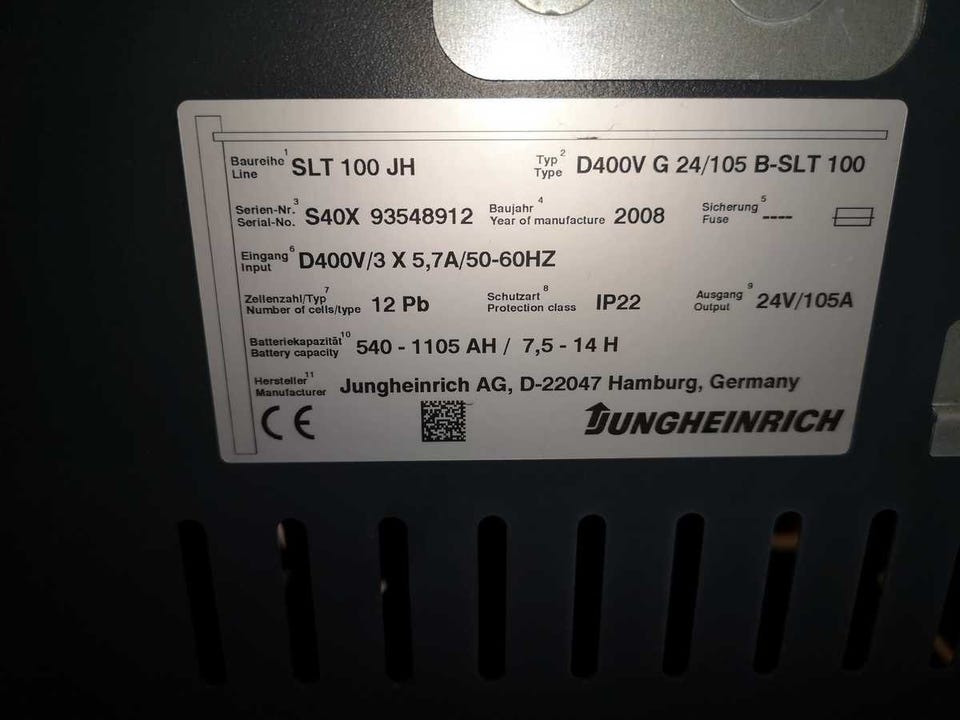 Baureihe¹ SLT 100 JH Typ² D400V G 24/105 B-SLT 100
Line Type
Serien-Nr.³ S40X 93548912 Baujahr⁴ 2008 Sicherung⁵ ----
Serial-No. Year of manufacture Fuse
Eingang⁶ D400V/3 X 5,7A/50-60HZ
Input
Zellenzahl/Typ⁷ 12 Pb Schutzart⁸ IP22 Ausgang⁹ 24V/105A
Number of cells/type Protection class Output
Batteriekapazität¹⁰ 540 - 1105 AH / 7,5 - 14 H
Battery capacity
Hersteller¹¹ Jungheinrich AG, D-22047 Hamburg, Germany
Manufacturer
CE JUNGHEINRICH